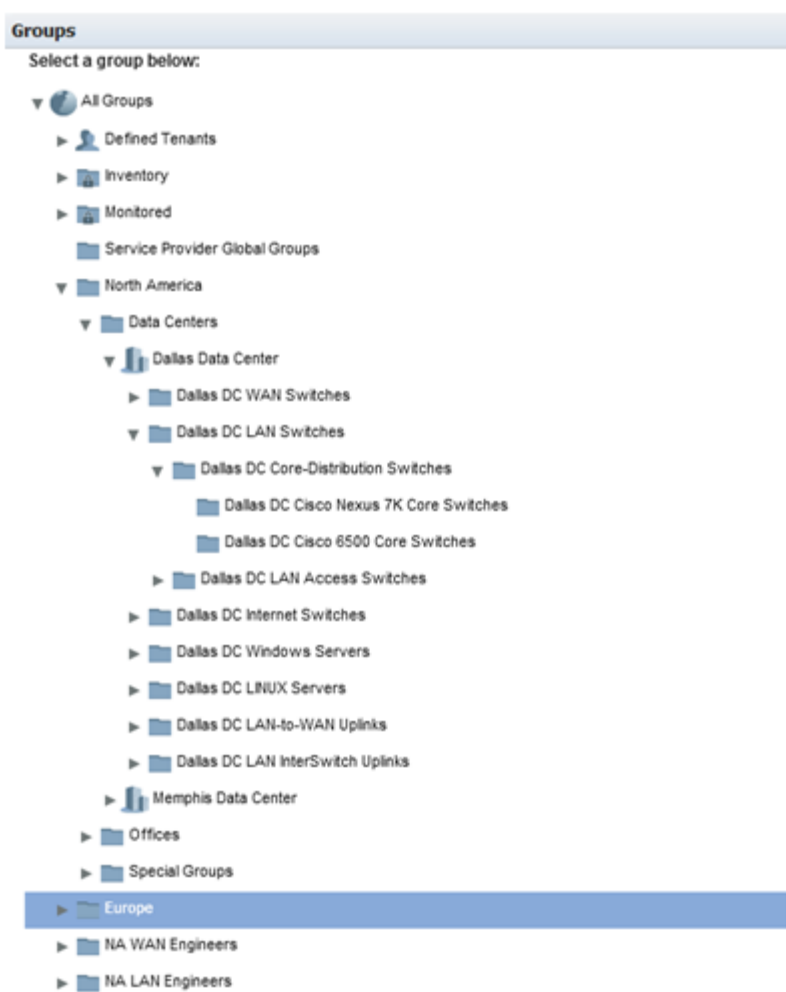 Groups
Select a group below:
All Groups
Defined Tenants
Inventory
Monitored
Service Provider Global Groups
North America
Data Centers
Dallas Data Center
Dallas DC WAN Switches
Dallas DC LAN Switches
Dallas DC Core-Distribution Switches
Dallas DC Cisco Nexus 7K Core Switches
Dallas DC Cisco 6500 Core Switches
Dallas DC LAN Access Switches
Dallas DC Internet Switches
Dallas DC Windows Servers
Dallas DC LINUX Servers
Dallas DC LAN-to-WAN Uplinks
Dallas DC LAN InterSwitch Uplinks
Memphis Data Center
Offices
Special Groups
Europe
NA WAN Engineers
NA LAN Engineers